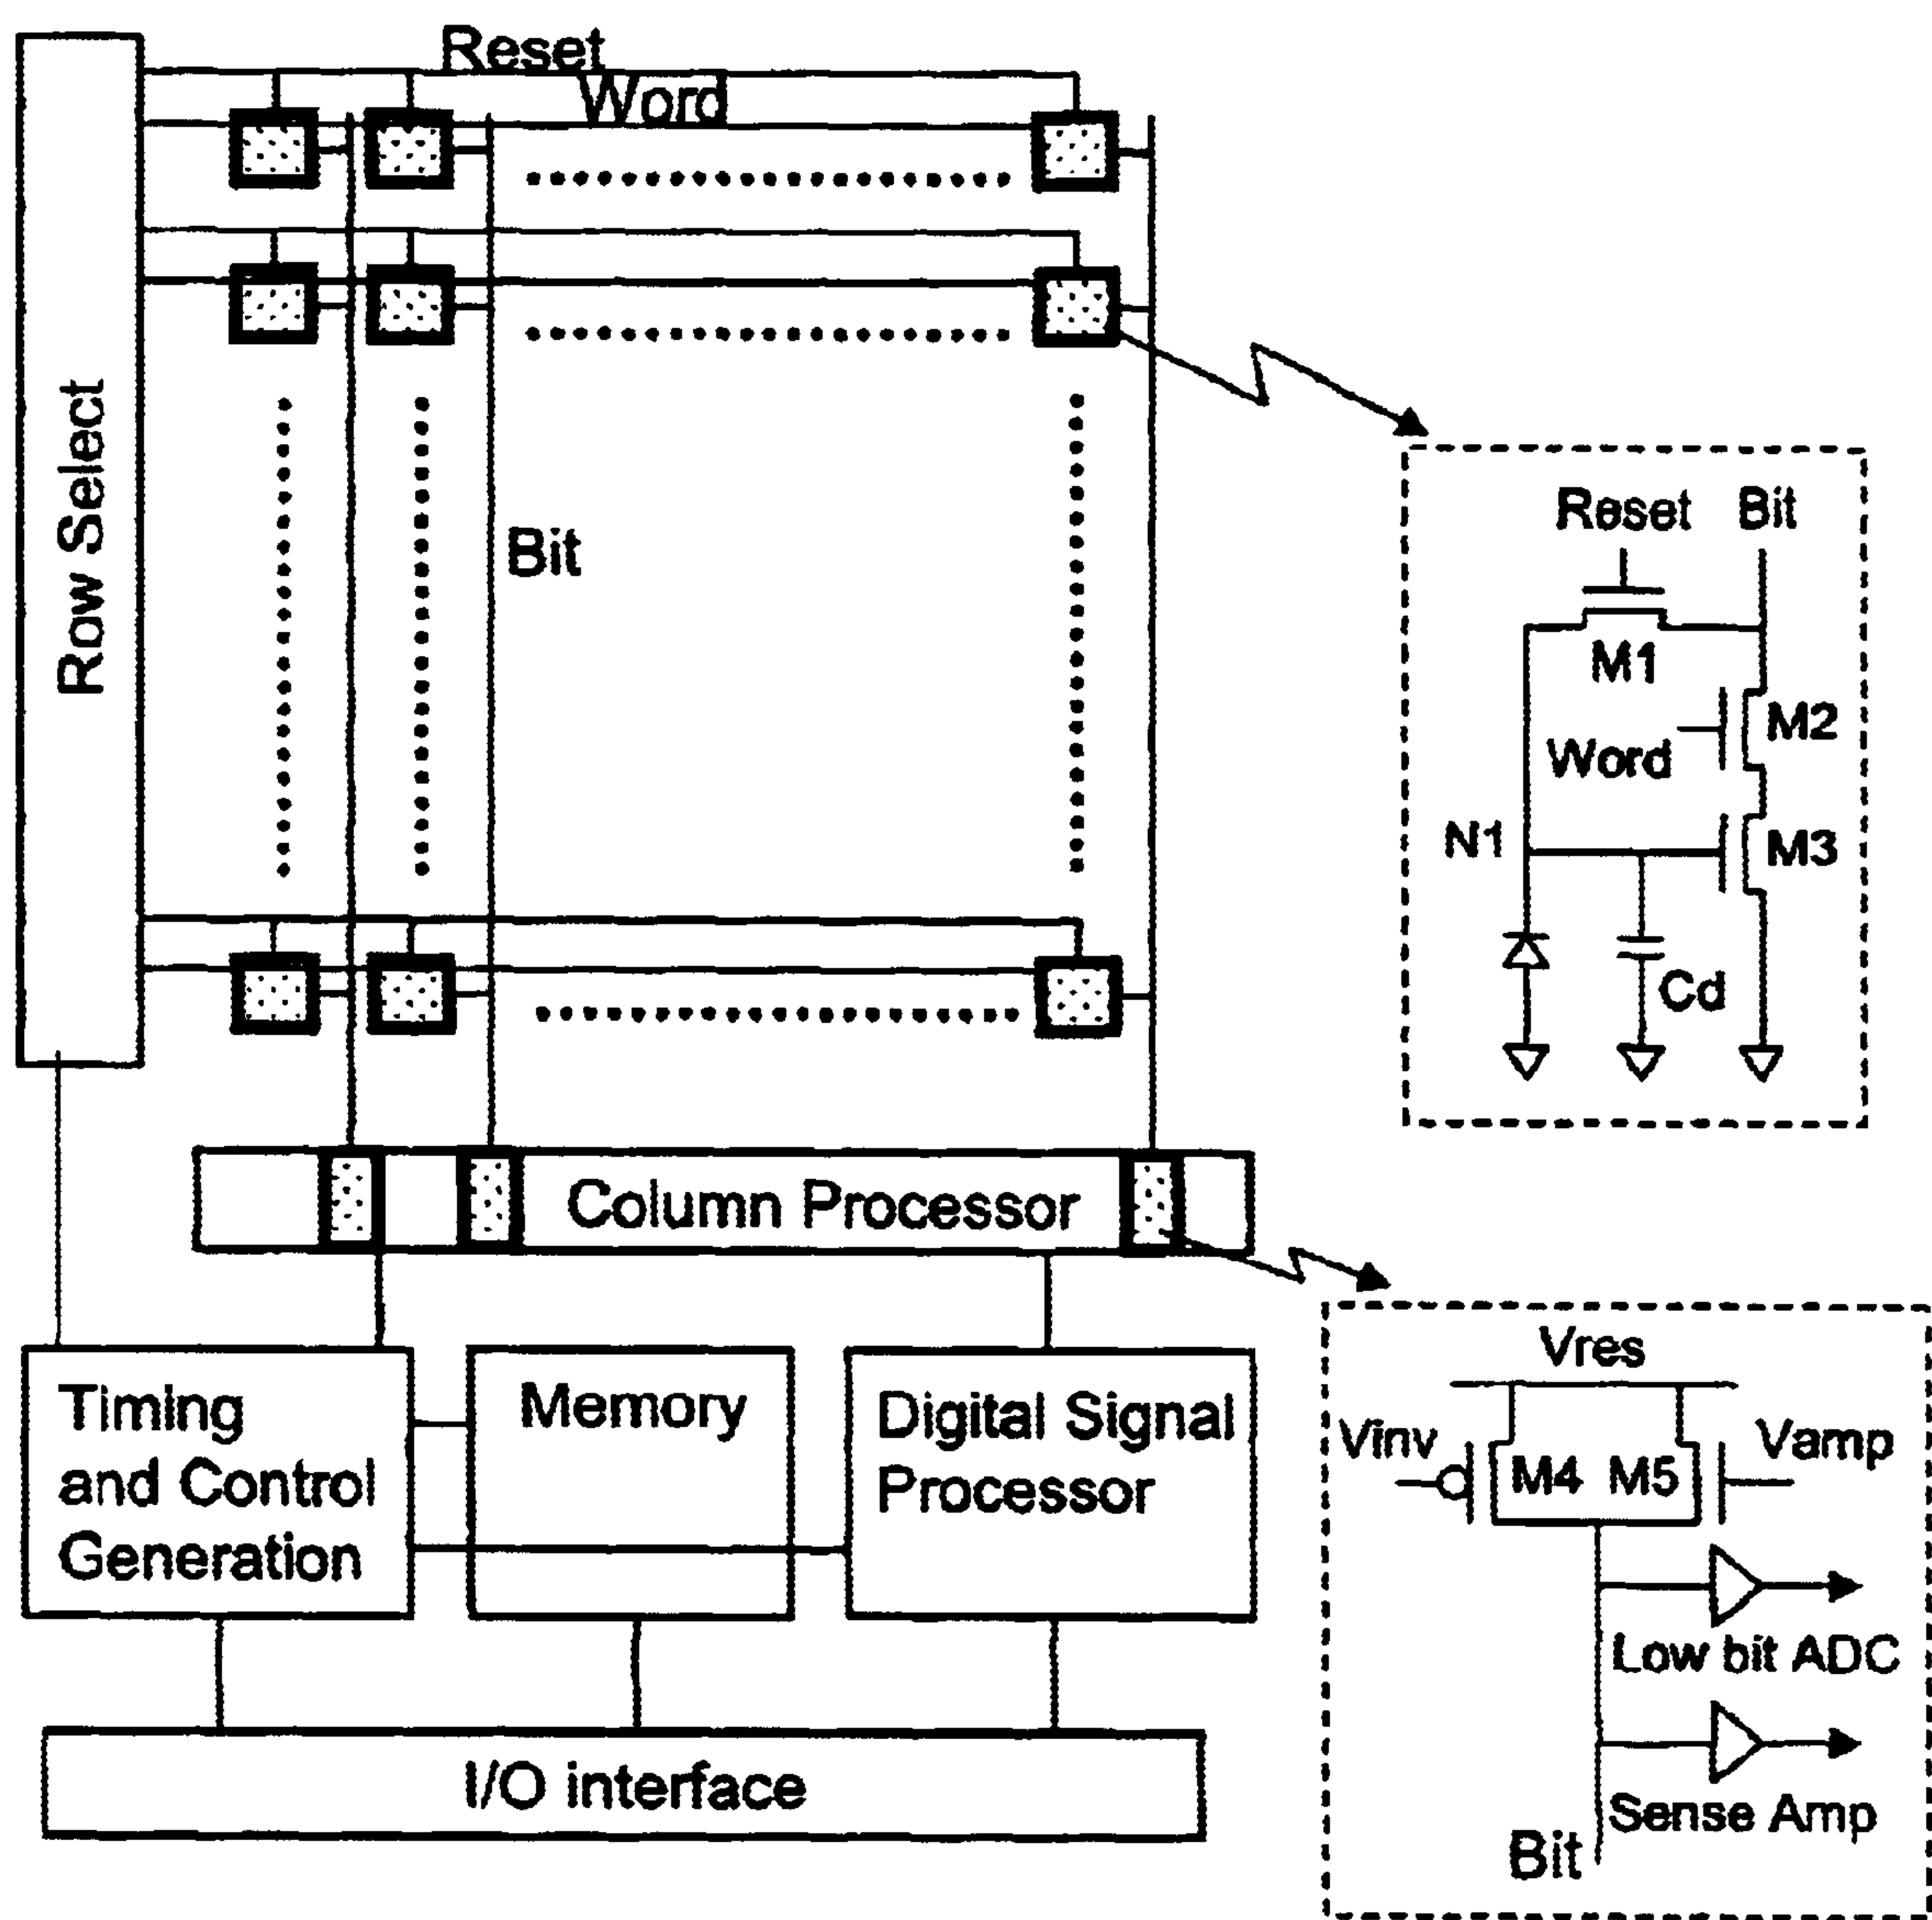 Reset
Word
Row Select
Bit
Reset Bit
M1
M2
Word
N1
M3
Cd
Column Processor
Timing
and Control
Generation
Memory
Digital Signal
Processor
I/O interface
Vres
Vinv
M4 M5
Vamp
Low bit ADC
Sense Amp
Bit